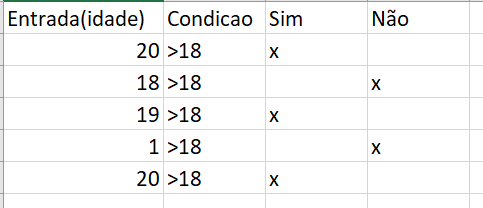 Entrada(idade) Condicao Sim Não
20 >18 x
18 >18 x
19 >18 x
1 >18 x
20 >18 x